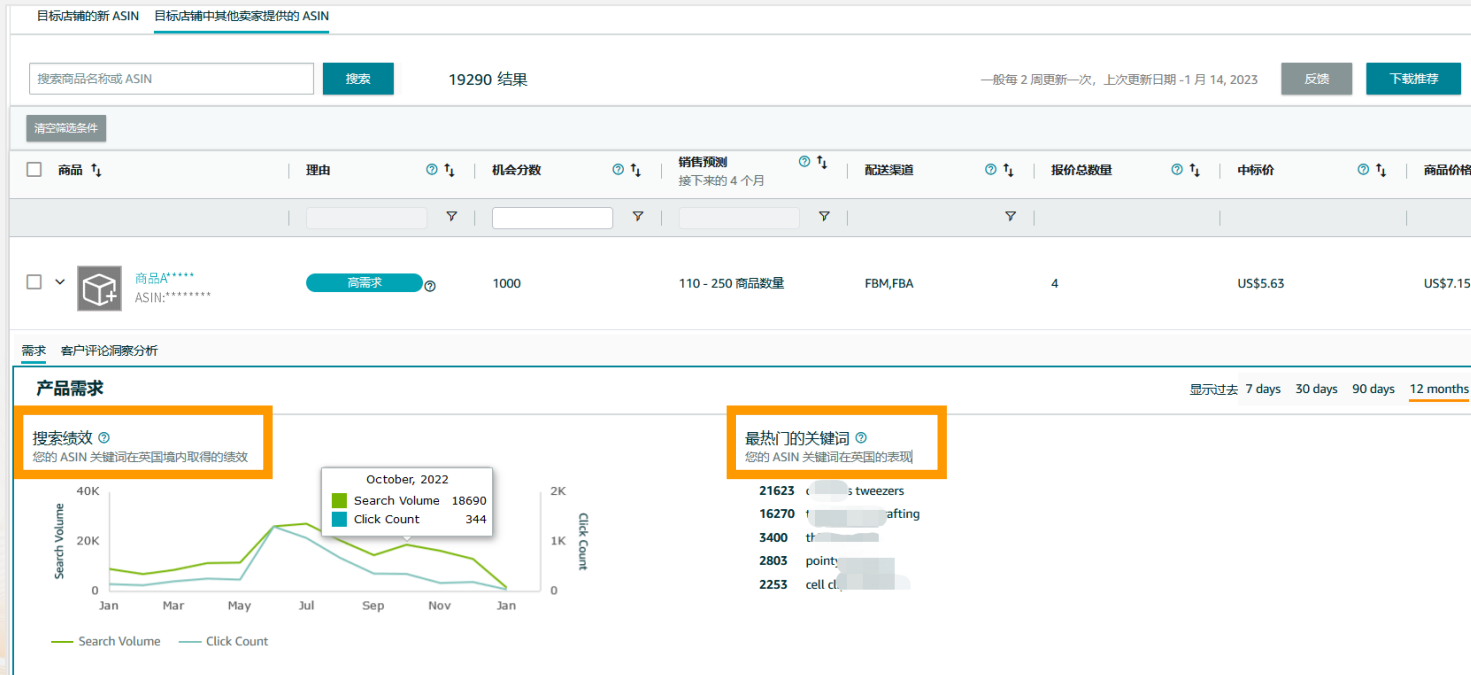 目标店铺的新 ASIN 目标店铺中其他卖家提供的 ASIN
搜索商品名称或 ASIN 搜索 19290 结果 一般每 2 周更新一次，上次更新日期 -1 月 14, 2023 反馈 下载推荐
清空筛选条件
商品 理由 机会分数 销售预测 配送渠道 报价总数量 中标价 商品价格
接下来的 4 个月
商品A*****
ASIN:********
高需求 1000 110 - 250 商品数量 FBM,FBA 4 US$5.63 US$7.15
需求 客户评论洞察分析
产品需求 显示过去 7 days 30 days 90 days 12 months
搜索绩效
您的 ASIN 关键词在英国境内取得的绩效
October, 2022
Search Volume 18690
Click Count 344
40K
20K
0
Search Volume
2K
1K
0
Click Count
Jan Mar May Jul Sep Nov Jan
Search Volume Click Count
最热门的关键词
您的 ASIN 关键词在英国的表现
21623 tweezers
16270
3400
2803 pointy
2253 cell